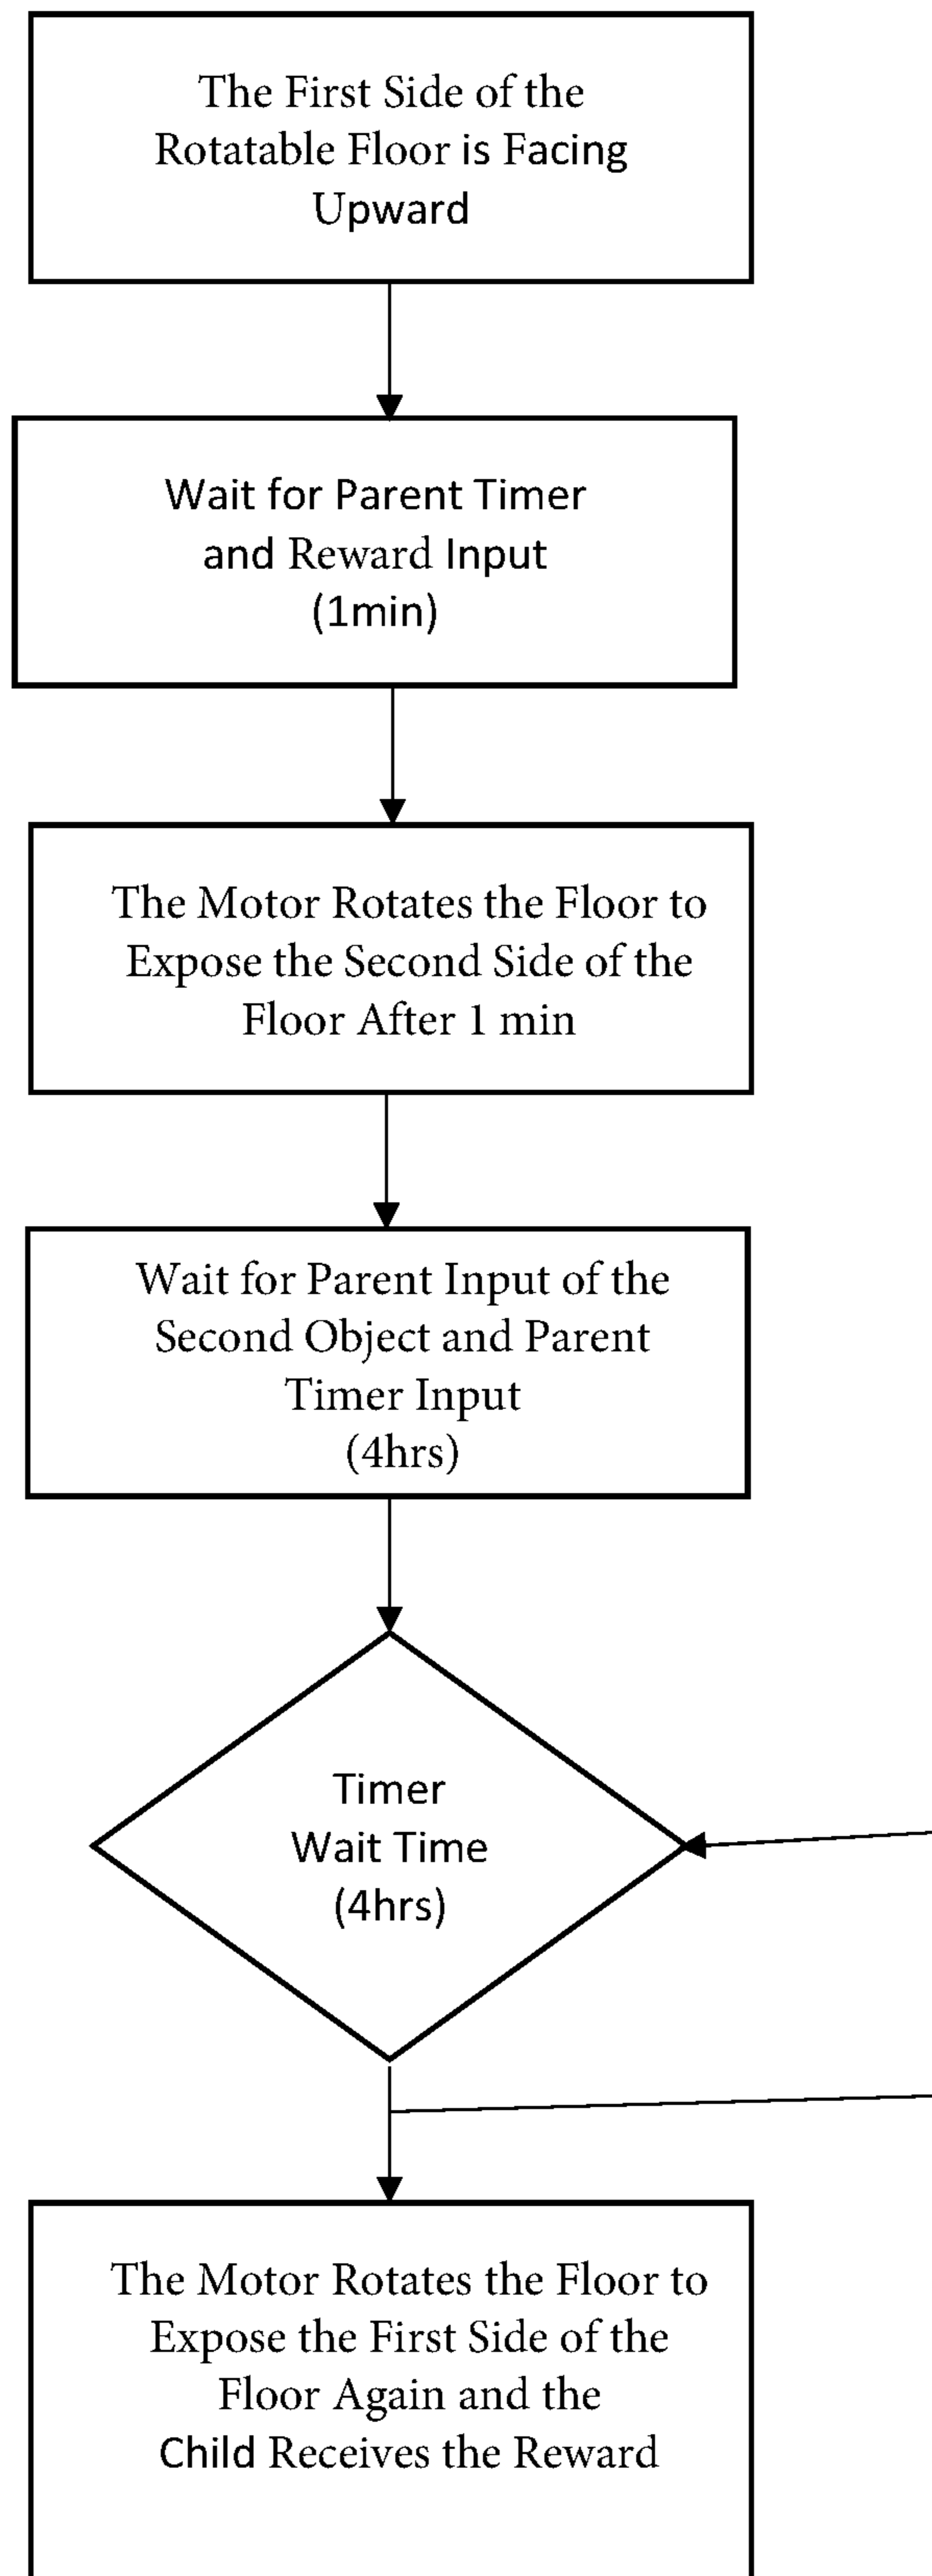 The First Side of the
Rotatable Floor is Facing
Upward
Wait for Parent Timer
and Reward Input
(1min)
The Motor Rotates the Floor to
Expose the Second Side of the
Floor After 1 min
Wait for Parent Input of the
Second Object and Parent
Timer Input
(4hrs)
Timer
Wait Time
(4hrs)
The Motor Rotates the Floor to
Expose the First Side of the
Floor Again and the
Child Receives the Reward